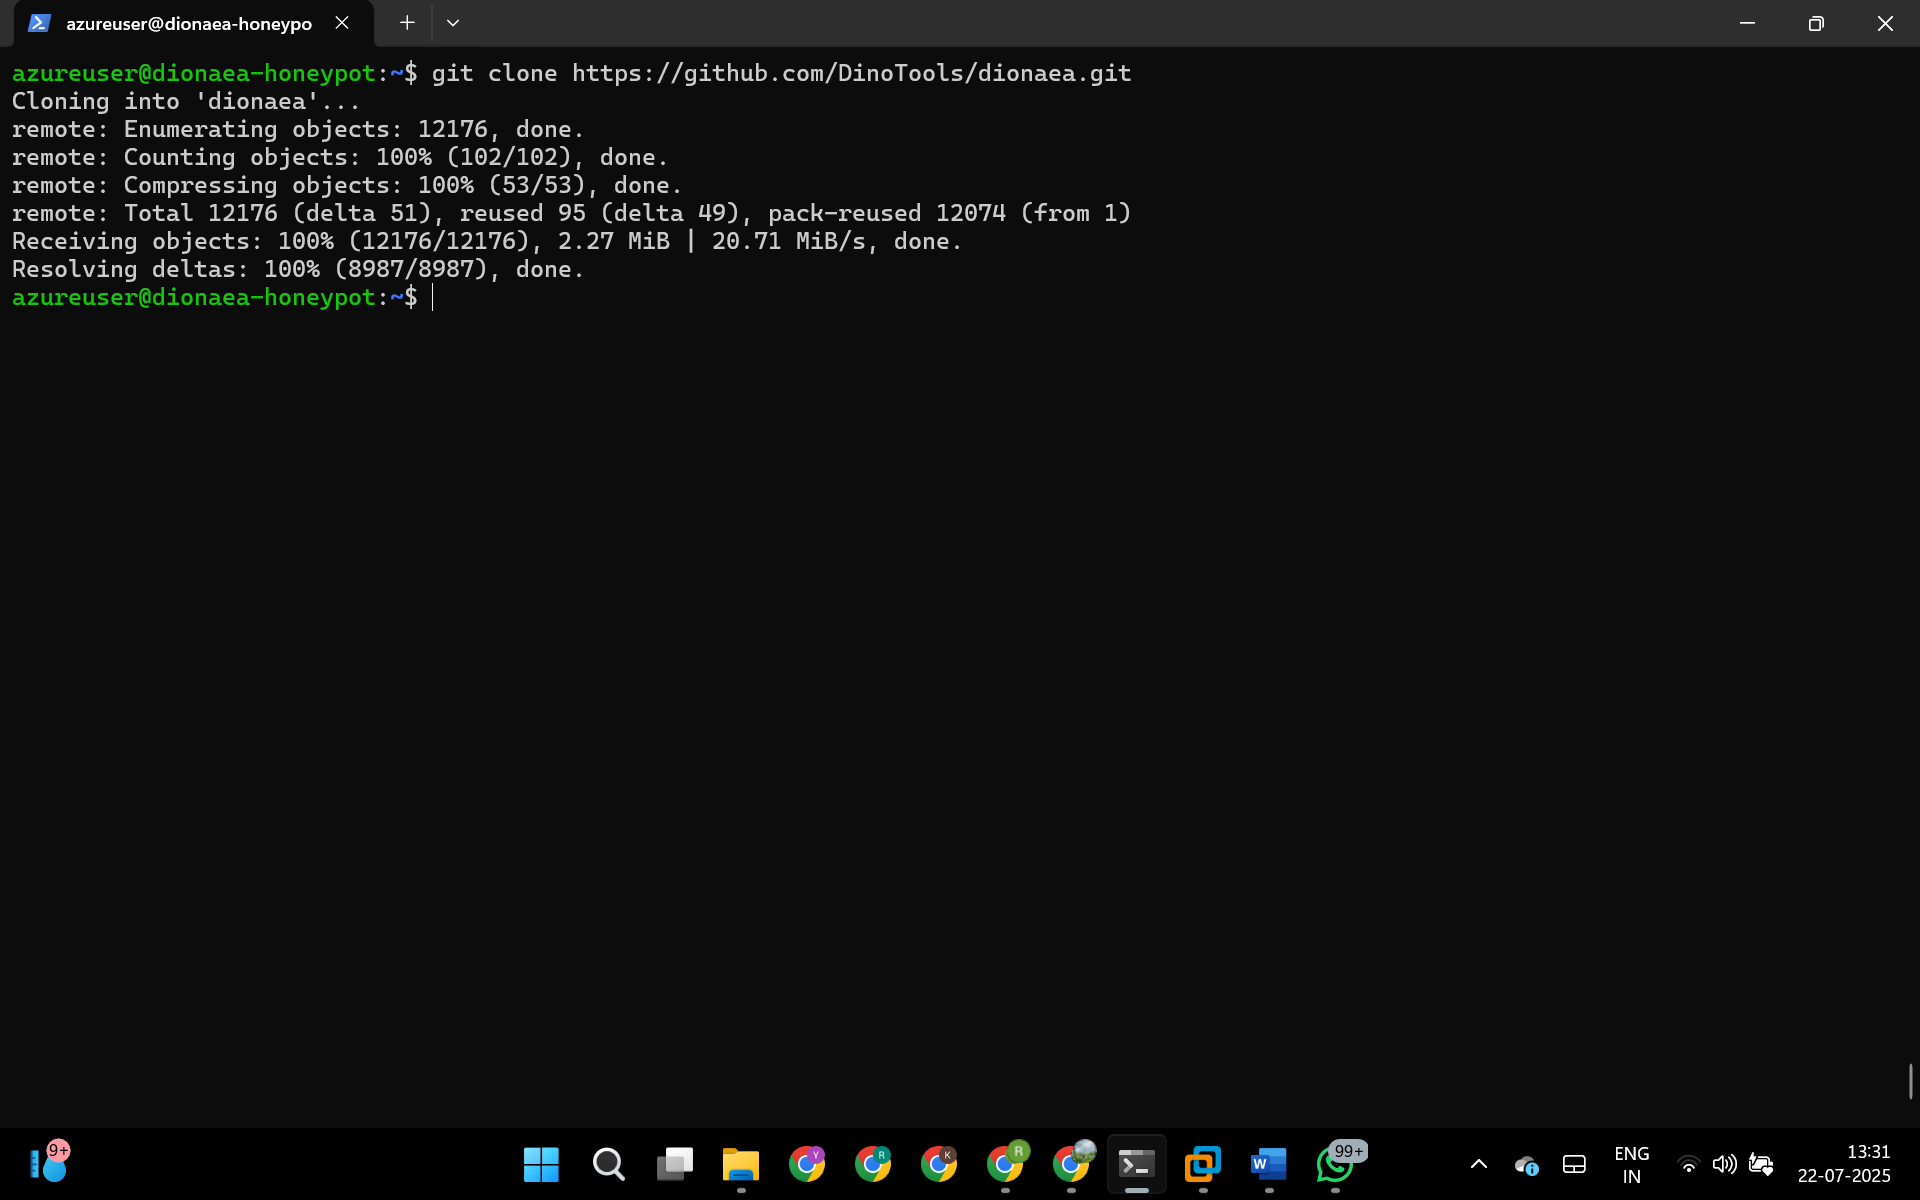 azureuser@dionaea-honeypo
azureuser@dionaea-honeypot:~$ git clone https://github.com/DinoTools/dionaea.git
Cloning into 'dionaea'...
remote: Enumerating objects: 12176, done.
remote: Counting objects: 100% (102/102), done.
remote: Compressing objects: 100% (53/53), done.
remote: Total 12176 (delta 51), reused 95 (delta 49), pack-reused 12074 (from 1)
Receiving objects: 100% (12176/12176), 2.27 MiB | 20.71 MiB/s, done.
Resolving deltas: 100% (8987/8987), done.
azureuser@dionaea-honeypot:~$
9+
Y
R
K
R
W
99+
ENG
IN
13:31
22-07-2025